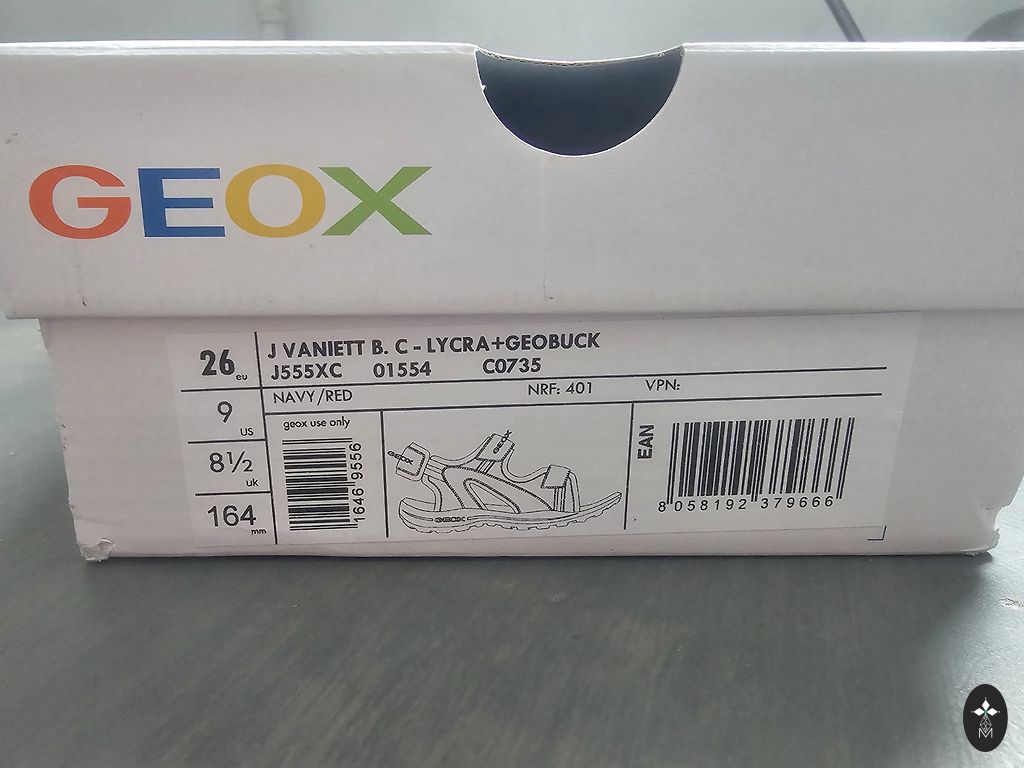 GEOX
26 eu
9 US
8½ uk
164 mm
J VANIETT B. C - LYCRA+GEOBUCK
J555XC 01554 C0735
NAVY/RED NRF: 401 VPN:
geox use only
1646 9556
GEOX
GEOX
GEOX
EAN
8 058192 379666
M